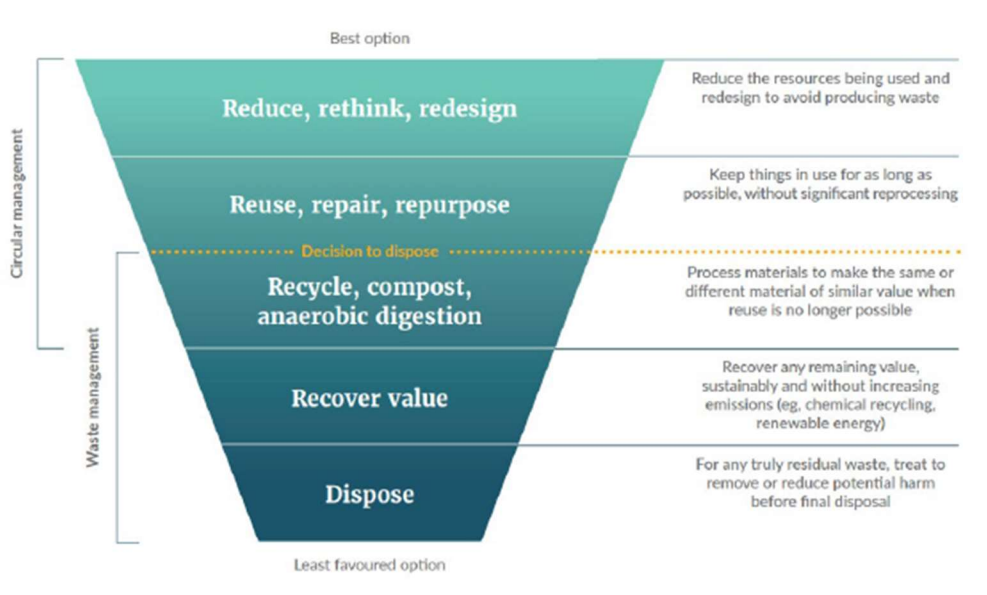 Best option
Circular management
Reduce, rethink, redesign
Reduce the resources being used and
redesign to avoid producing waste
Reuse, repair, repurpose
Keep things in use for as long as
possible, without significant reprocessing
Decision to dispose
Waste management
Recycle, compost,
anaerobic digestion
Process materials to make the same or
different material of similar value when
reuse is no longer possible
Recover value
Recover any remaining value,
sustainably and without increasing
emissions (eg, chemical recycling,
renewable energy)
Dispose
For any truly residual waste, treat to
remove or reduce potential harm
before final disposal
Least favoured option